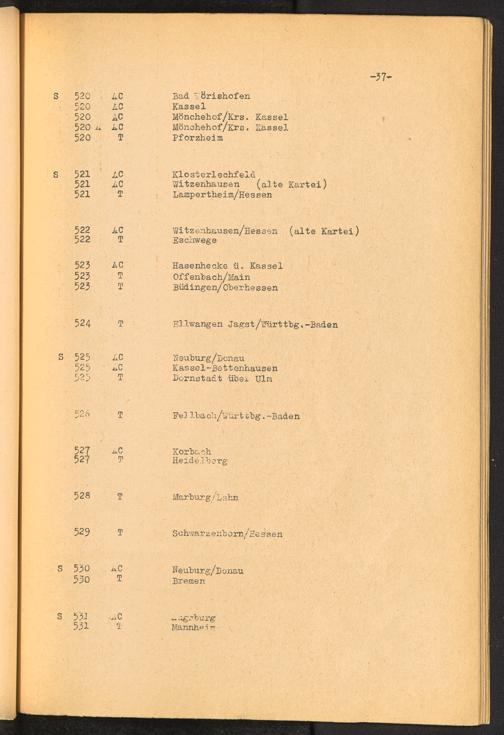 -37-
S 520 AC Bad Wörishofen
520 AC Kassel
520 AC Mönchehof/Krs. Kassel
520 A AC Mönchehof/Krs. Kassel
520 T Pforzheim
S 521 AC Klosterlechfeld
521 AC Witzenhausen (alte Kartei)
521 T Lampertheim/Hessen
522 AC Witzenhausen/Hessen (alte Kartei)
522 T Eschwege
523 AC Hasenhecke ü. Kassel
523 T Offenbach/Main
523 T Büdingen/Oberhessen
524 T Ellwangen Jagst/Württbg.-Baden
S 525 AC Neuburg/Donau
525 AC Kassel-Bettenhausen
525 T Dornstadt über Ulm
526 T Fellbach/Württbg.-Baden
527 AC Korbach
527 T Heidelberg
528 T Marburg/Lahn
529 T Schwarzenborn/Hessen
S 530 AC Neuburg/Donau
530 T Bremen
S 531 AC Augsburg
531 T Mannheim